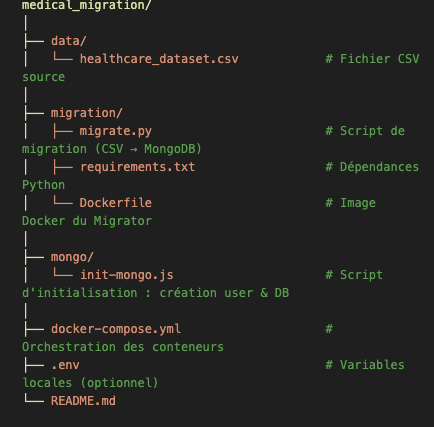 medical_migration/
│
├── data/
│   └── healthcare_dataset.csv            # Fichier CSV
source
│
├── migration/
│   ├── migrate.py                        # Script de
migration (CSV → MongoDB)
│   ├── requirements.txt                  # Dépendances
Python
│   └── Dockerfile                        # Image
Docker du Migrator
│
├── mongo/
│   └── init-mongo.js                     # Script
d'initialisation : création user & DB
│
├── docker-compose.yml                    #
Orchestration des conteneurs
├── .env                                  # Variables
locales (optionnel)
└── README.md